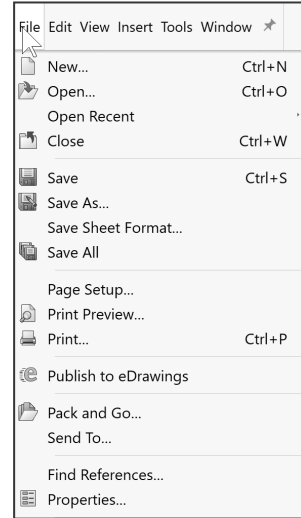 File Edit View Insert Tools Window
New... Ctrl+N
Open... Ctrl+O
Open Recent
Close Ctrl+W
Save Ctrl+S
Save As...
Save Sheet Format...
Save All
Page Setup...
Print Preview...
Print... Ctrl+P
Publish to eDrawings
Pack and Go...
Send To...
Find References...
Properties...